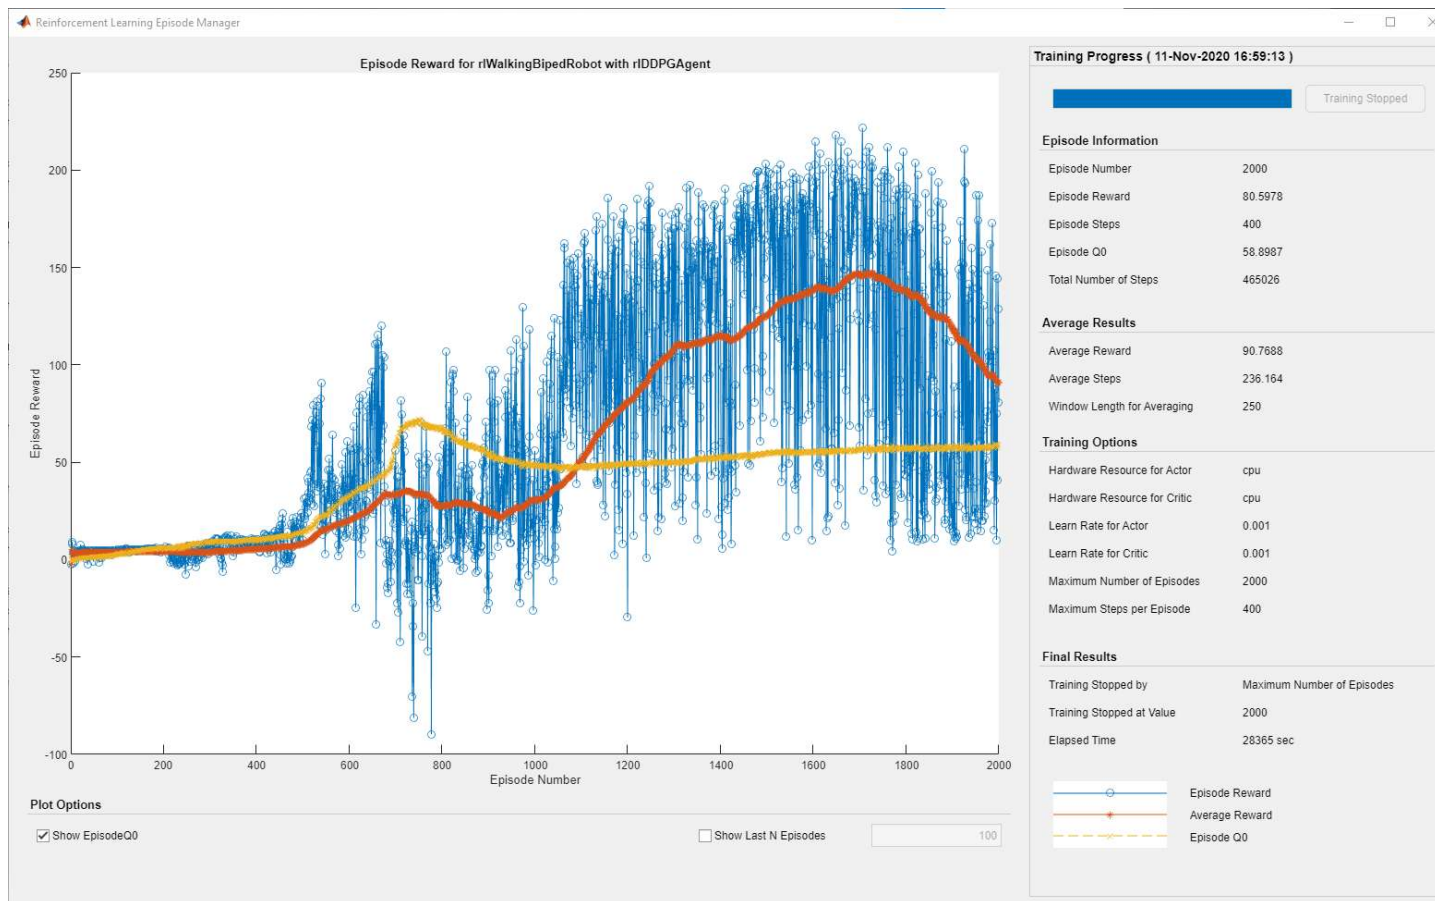 Reinforcement Learning Episode Manager
Episode Reward for rlWalkingBipedRobot with rlDDPGAgent
250
200
150
100
50
0
-50
-100
Episode Reward
0 200 400 600 800 1000 1200 1400 1600 1800 2000
Episode Number
Plot Options
Show EpisodeQ0
Show Last N Episodes 100
Training Progress ( 11-Nov-2020 16:59:13 )
Training Stopped
Episode Information
Episode Number 2000
Episode Reward 80.5978
Episode Steps 400
Episode Q0 58.8987
Total Number of Steps 465026
Average Results
Average Reward 90.7688
Average Steps 236.164
Window Length for Averaging 250
Training Options
Hardware Resource for Actor cpu
Hardware Resource for Critic cpu
Learn Rate for Actor 0.001
Learn Rate for Critic 0.001
Maximum Number of Episodes 2000
Maximum Steps per Episode 400
Final Results
Training Stopped by Maximum Number of Episodes
Training Stopped at Value 2000
Elapsed Time 28365 sec
Episode Reward
Average Reward
Episode Q0